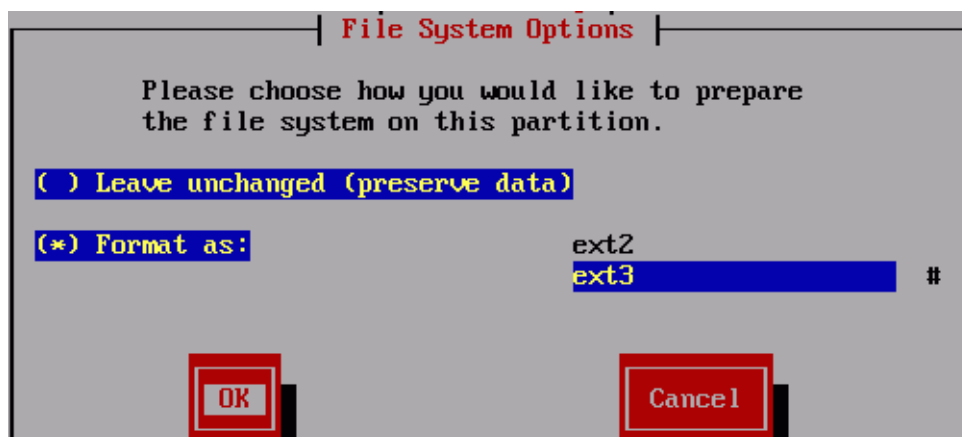 File System Options
Please choose how you would like to prepare
the file system on this partition.
( ) Leave unchanged (preserve data)
(*) Format as:
ext2
ext3 #
OK Cancel